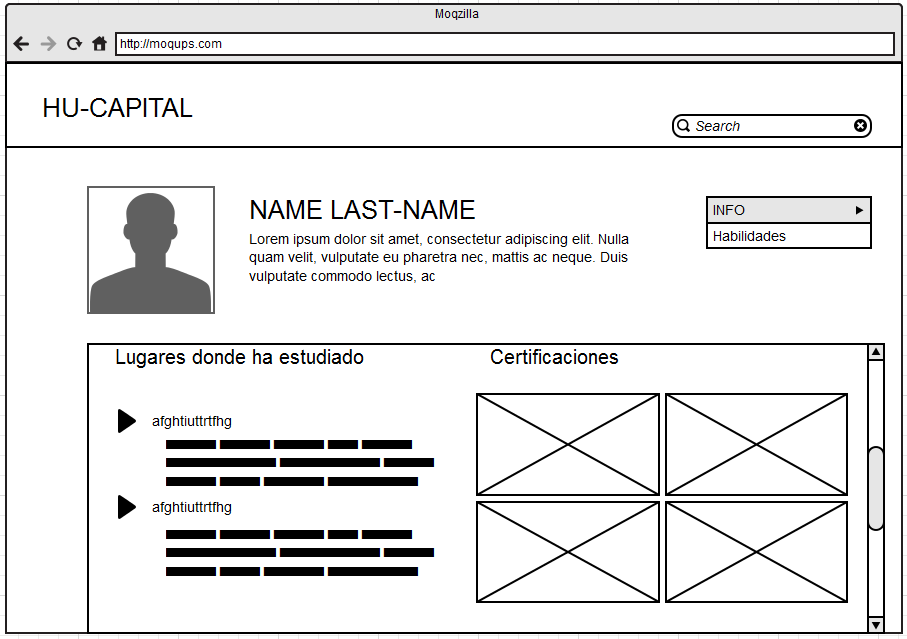 Moqzilla
http://moqups.com
HU-CAPITAL
Search
NAME LAST-NAME
Lorem ipsum dolor sit amet, consectetur adipiscing elit. Nulla
quam velit, vulputate eu pharetra nec, mattis ac neque. Duis
vulputate commodo lectus, ac
INFO
Habilidades
Lugares donde ha estudiado
afghtiuttrtfhg
afghtiuttrtfhg
Certificaciones